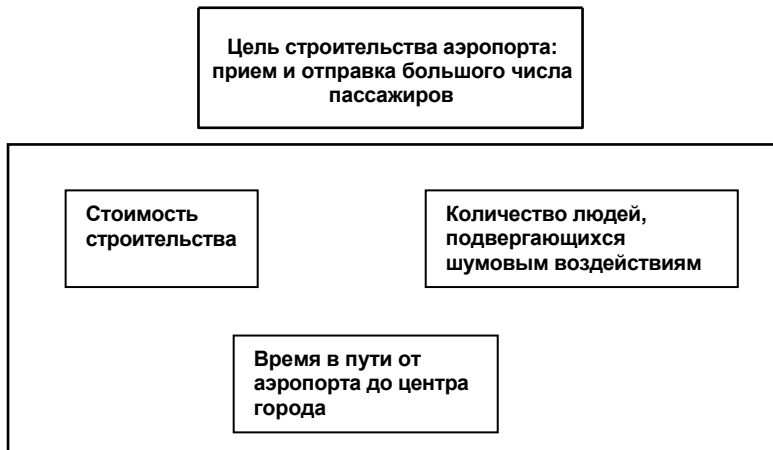 Цель строительства аэропорта:
прием и отправка большого числа
пассажиров
Стоимость
строительства
Количество людей,
подвергающихся
шумовым воздействиям
Время в пути от
аэропорта до центра
города